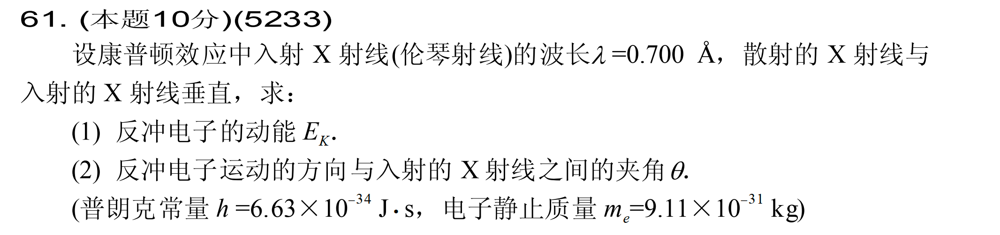 61. (本题10分)(5233)
设康普顿效应中入射 X 射线(伦琴射线)的波长λ =0.700 Å，散射的 X 射线与
入射的 X 射线垂直，求：
(1) 反冲电子的动能 E_K.
(2) 反冲电子运动的方向与入射的 X 射线之间的夹角θ.
(普朗克常量 h =6.63×10⁻³⁴ J·s，电子静止质量 mₑ=9.11×10⁻³¹ kg)